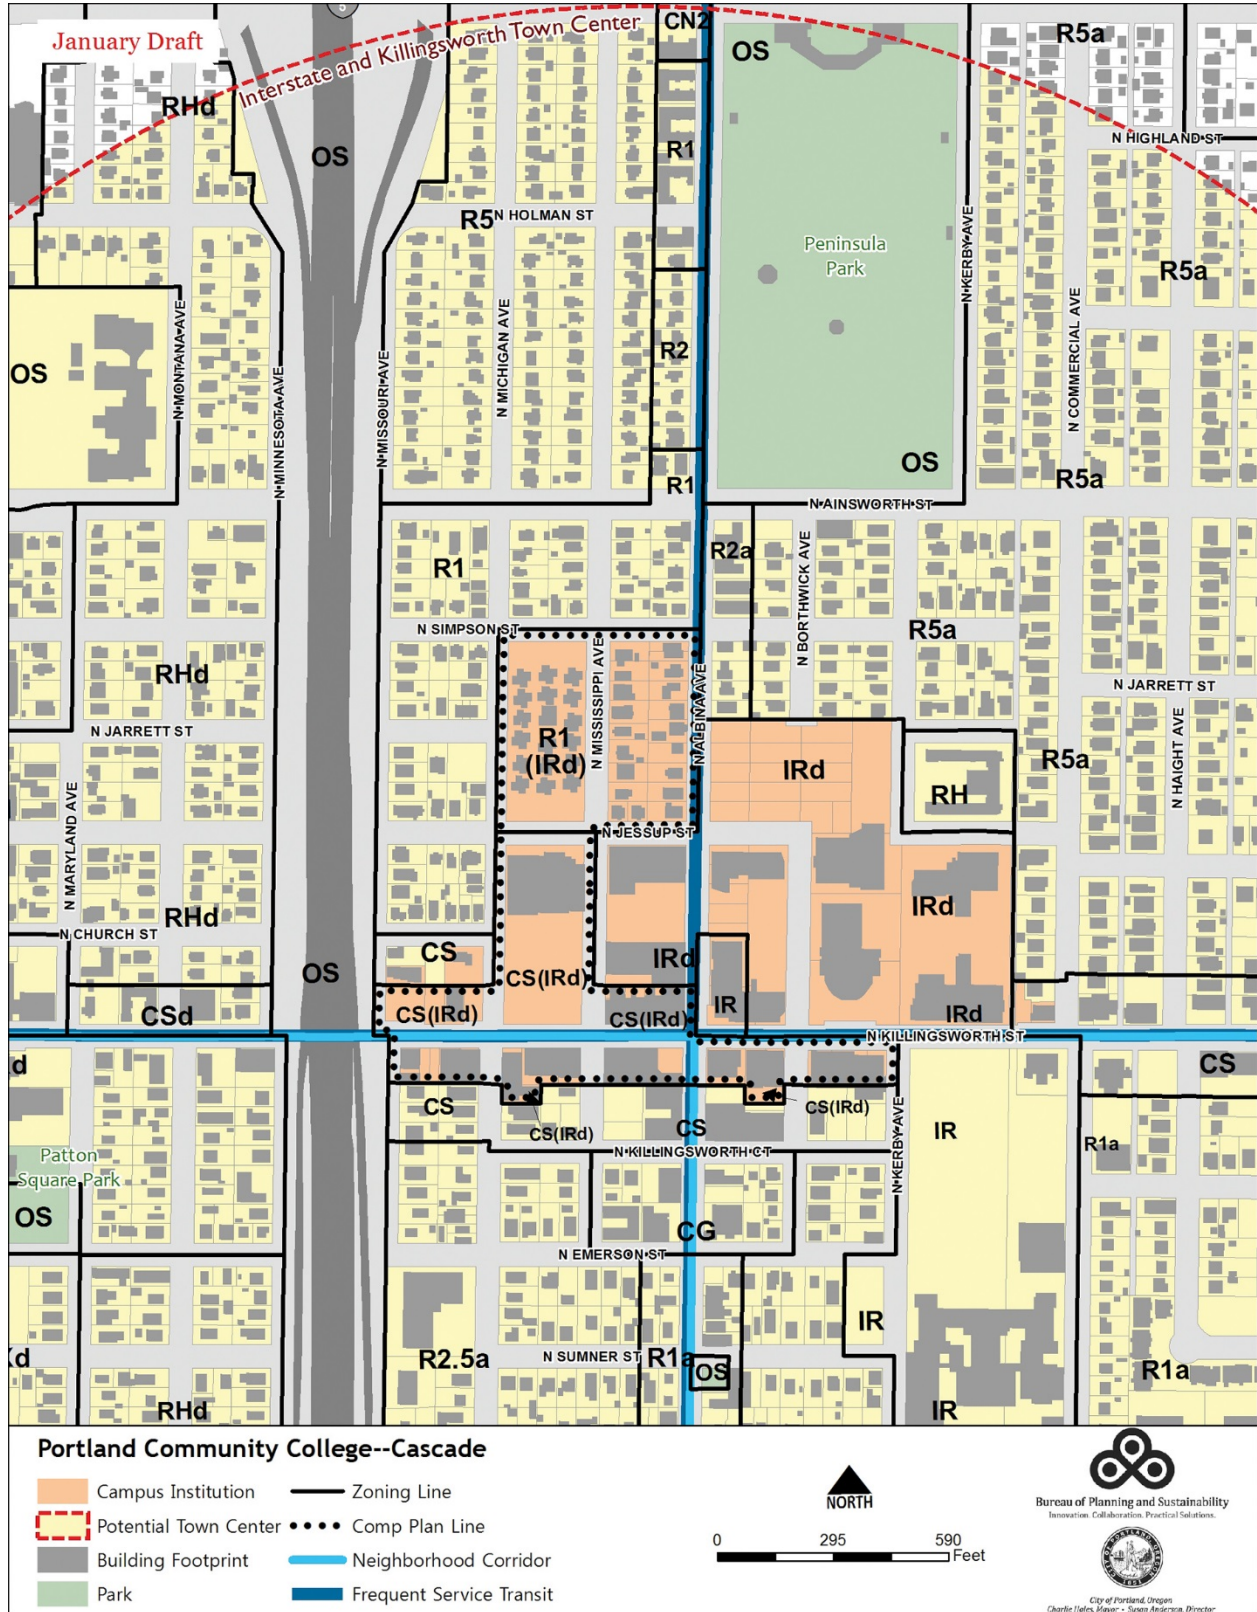 January Draft
5
Interstate and Killingsworth Town Center
CN2
OS
R5a
RHd
OS
N HIGHLAND ST
R1
R5
N HOLMAN ST
Peninsula
Park
R5a
N KERBY AVE
N COMMERCIAL AVE
N MONTANA AVE
N MICHIGAN AVE
R2
OS
N MINNESOTA AVE
N MISSOURI AVE
OS
R1
R5a
N AINSWORTH ST
R2a
N BORTHWICK AVE
R1
N SIMPSON ST
R5a
RHd
N MISSISSIPPI AVE
N ALBINA AVE
N JARRETT ST
N JARRETT ST
R1
(IRd)
IRd
R5a
N HAIGHT AVE
RH
N MARYLAND AVE
N JESSUP ST
RHd
IRd
N CHURCH ST
CS
IRd
OS
CS(IRd)
CSd
CS(IRd)
CS(IRd)
IR
IRd
N KILLINGSWORTH ST
d
CS
CS
CS(IRd)
CS(IRd)
CS
IR
R1a
N KILLINGSWORTH CT
N KERBY AVE
Patton
Square Park
OS
CG
N EMERSON ST
IR
R2.5a
N SUMNER ST
R1a
OS
R1a
RHd
IR
Portland Community College--Cascade
Campus Institution
Zoning Line
Potential Town Center
Comp Plan Line
Building Footprint
Neighborhood Corridor
Park
Frequent Service Transit
NORTH
0 295 590
Feet
Bureau of Planning and Sustainability
Innovation. Collaboration. Practical Solutions.
City of Portland, Oregon
Charlie Hales, Mayor • Susan Anderson, Director